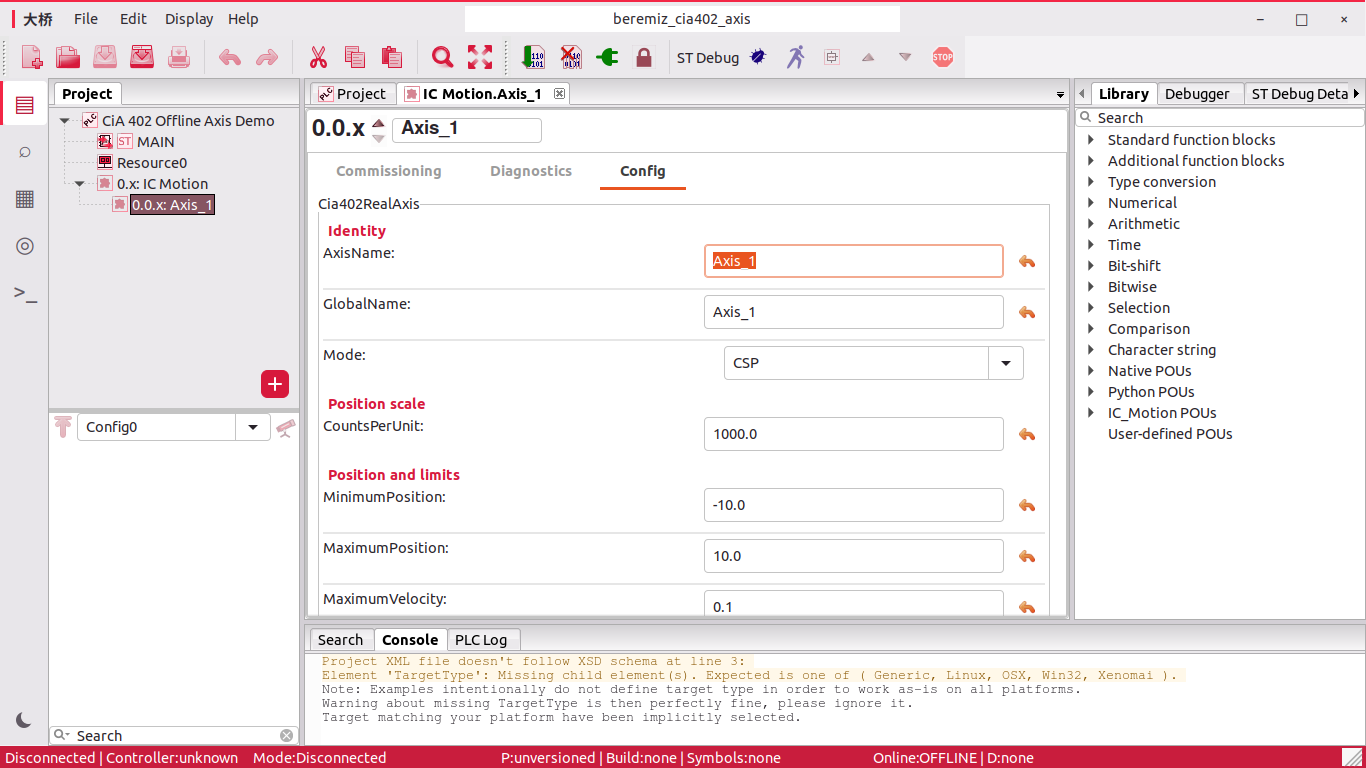 大桥 File Edit Display Help beremiz_cia402_axis
ST Debug STOP
Project
CiA 402 Offline Axis Demo
ST MAIN
Resource0
0.x: IC Motion
0.0.x: Axis_1
Config0
Search
Project IC Motion.Axis_1
0.0.x Axis_1
Commissioning Diagnostics Config
Cia402RealAxis
Identity
AxisName: Axis_1
GlobalName: Axis_1
Mode: CSP
Position scale
CountsPerUnit: 1000.0
Position and limits
MinimumPosition: -10.0
MaximumPosition: 10.0
MaximumVelocity: 0.1
Library Debugger ST Debug Deta
Search
Standard function blocks
Additional function blocks
Type conversion
Numerical
Arithmetic
Time
Bit-shift
Bitwise
Selection
Comparison
Character string
Native POUs
Python POUs
IC_Motion POUs
User-defined POUs
Search Console PLC Log
Project XML file doesn't follow XSD schema at line 3:
Element 'TargetType': Missing child element(s). Expected is one of ( Generic, Linux, OSX, Win32, Xenomai ).
Note: Examples intentionally do not define target type in order to work as-is on all platforms.
Warning about missing TargetType is then perfectly fine, please ignore it.
Target matching your platform have been implicitly selected.
Disconnected | Controller:unknown Mode:Disconnected P:unversioned | Build:none | Symbols:none Online:OFFLINE | D:none